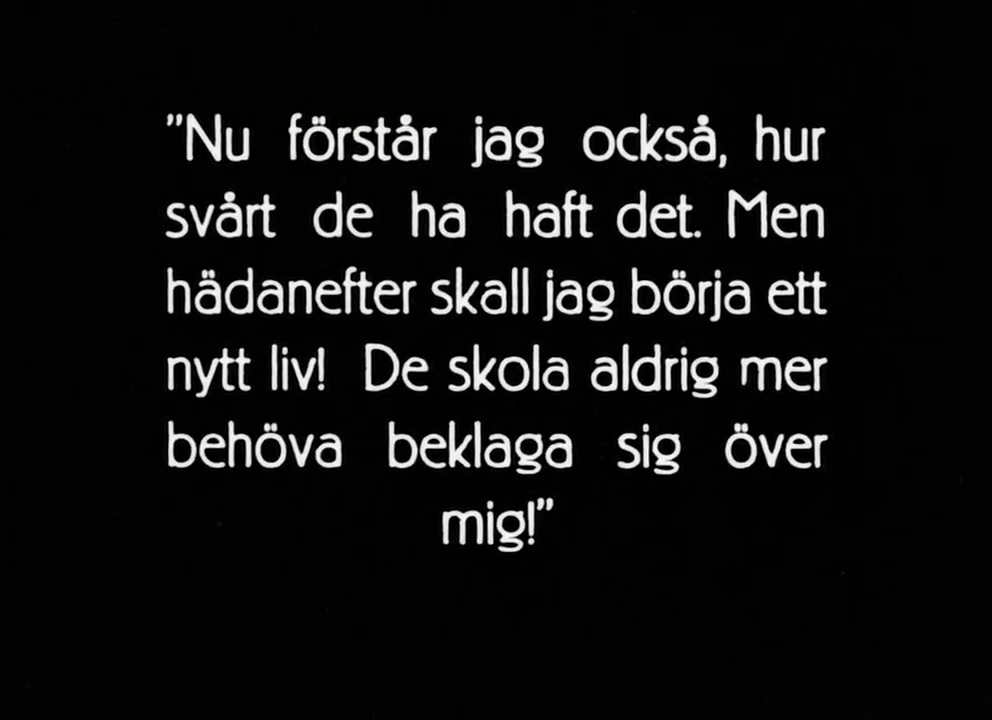 ”Nu förstår jag också, hur
svårt de ha haft det. Men
hädanefter skall jag börja ett
nytt liv! De skola aldrig mer
behöva beklaga sig över
mig!”